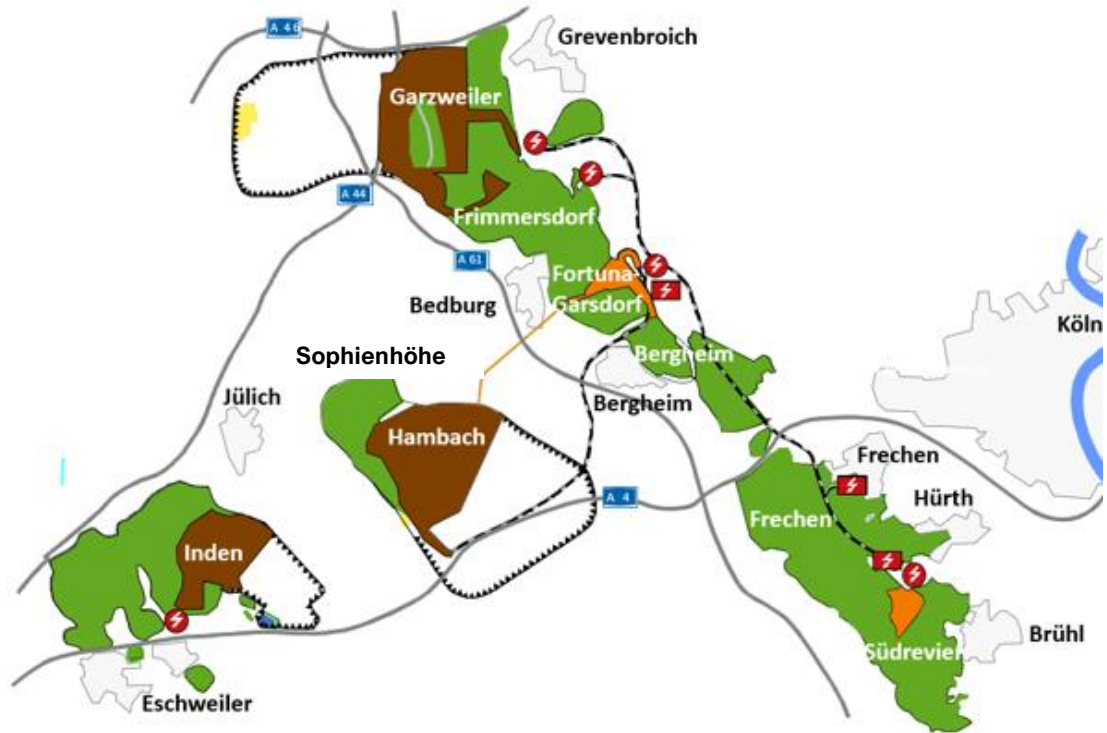 A 46
Grevenbroich
Garzweiler
A 44
Frimmersdorf
A 61
Fortuna-
Garsdorf
Bedburg
Köln
Sophienhöhe
Bergheim
Bergheim
Jülich
Hambach
Frechen
A 4
Hürth
Frechen
Inden
Brühl
Südrevier
Eschweiler